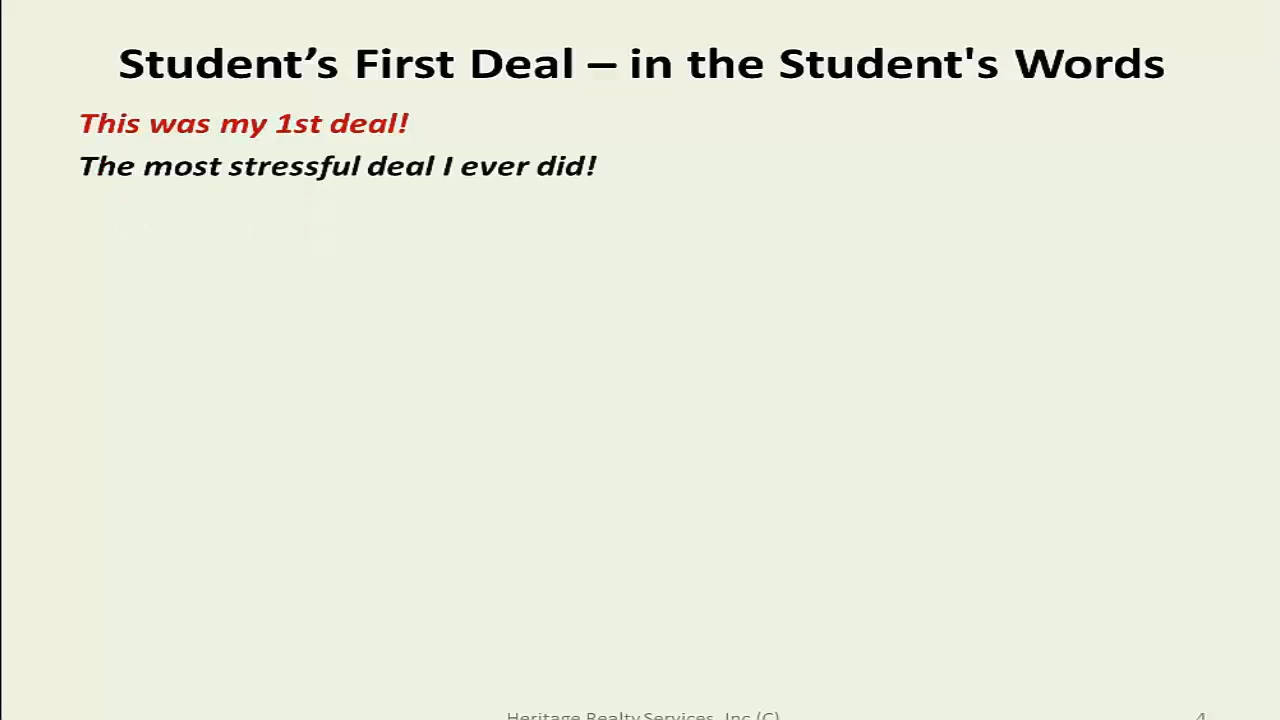 Student’s First Deal – in the Student's Words
This was my 1st deal!
The most stressful deal I ever did!
Heritage Realty Services, Inc (C)
4